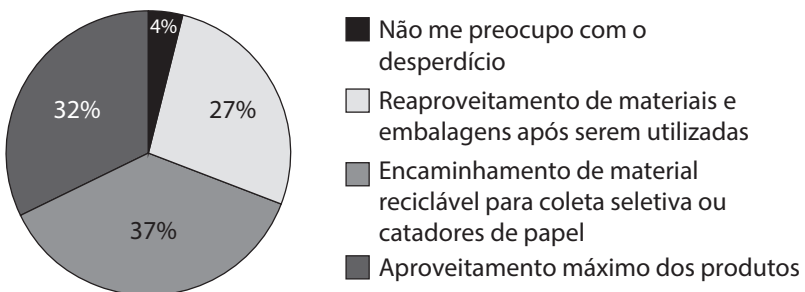 4%
27%
32%
37%
Não me preocupo com o
desperdício
Reaproveitamento de materiais e
embalagens após serem utilizadas
Encaminhamento de material
reciclável para coleta seletiva ou
catadores de papel
Aproveitamento máximo dos produtos